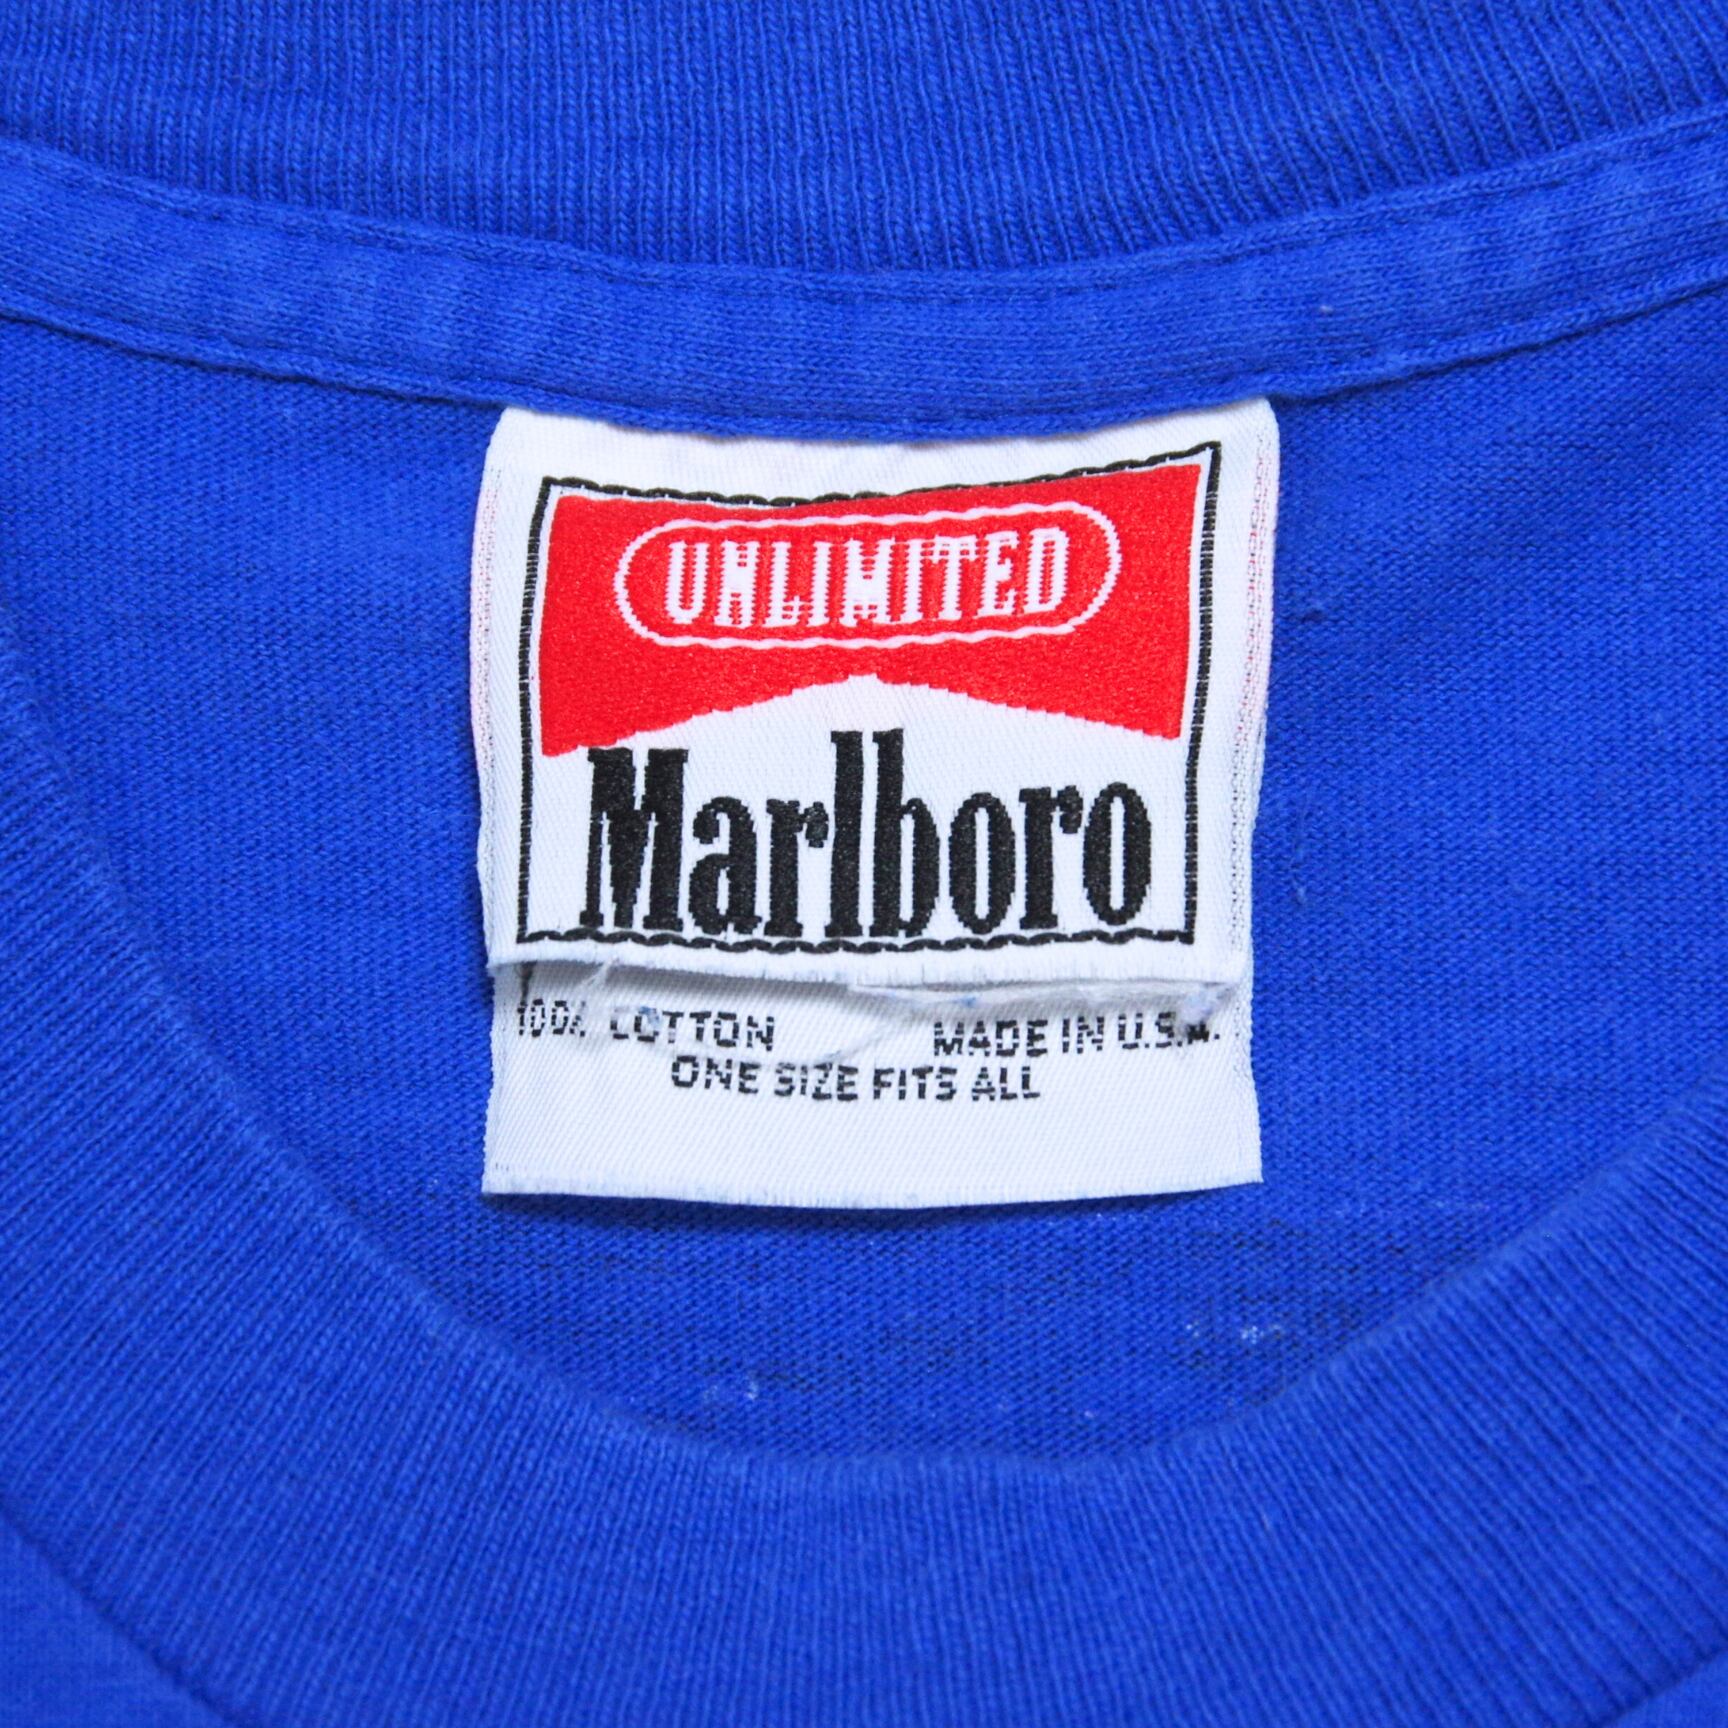 UNLIMITED
Marlboro
100% COTTON MADE IN U.S.A.
ONE SIZE FITS ALL